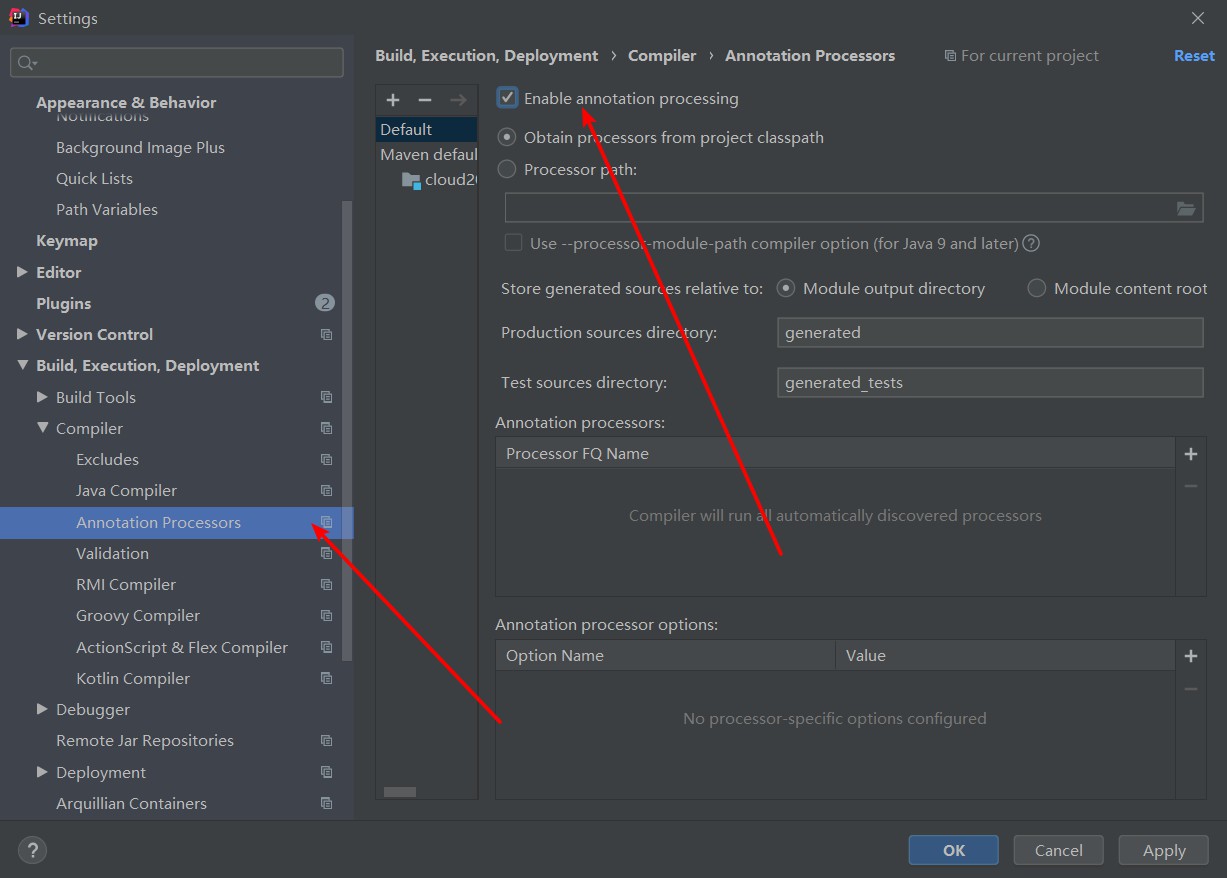 Settings
Appearance & Behavior
Notifications
Background Image Plus
Quick Lists
Path Variables
Keymap
Editor
Plugins 2
Version Control
Build, Execution, Deployment
Build Tools
Compiler
Excludes
Java Compiler
Annotation Processors
Validation
RMI Compiler
Groovy Compiler
ActionScript & Flex Compiler
Kotlin Compiler
Debugger
Remote Jar Repositories
Deployment
Arquillian Containers
Build, Execution, Deployment › Compiler › Annotation Processors For current project Reset
Default
Maven defaul
cloud20
Enable annotation processing
Obtain processors from project classpath
Processor path:
Use --processor-module-path compiler option (for Java 9 and later) ?
Store generated sources relative to: Module output directory Module content root
Production sources directory: generated
Test sources directory: generated_tests
Annotation processors:
Processor FQ Name
Compiler will run all automatically discovered processors
Annotation processor options:
Option Name Value
No processor-specific options configured
? OK Cancel Apply